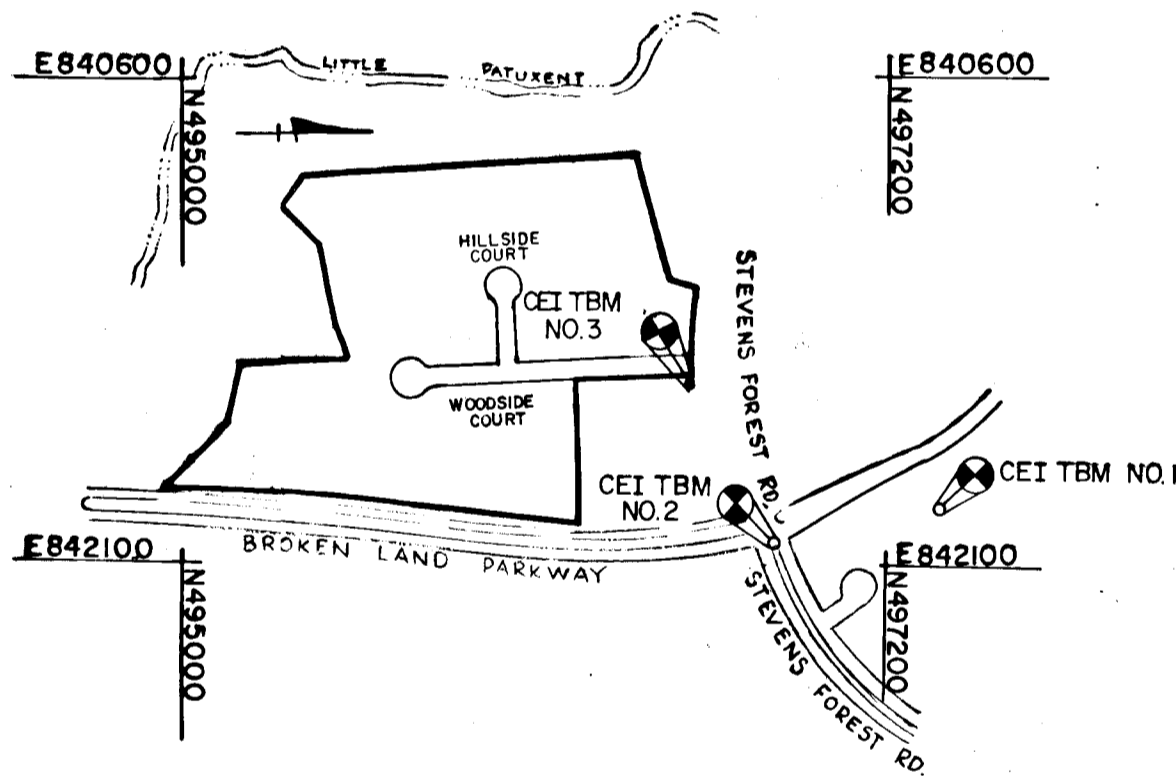 E840600
LITTLE
PATUXENT
E840600
N495000
N497200
HILLSIDE
COURT
CEI TBM
NO.3
STEVENS FOREST RD.
WOODSIDE
COURT
CEI TBM
NO.2
CEI TBM NO.1
BROKEN LAND PARKWAY
E842100
E842100
N495000
N497200
STEVENS FOREST RD.